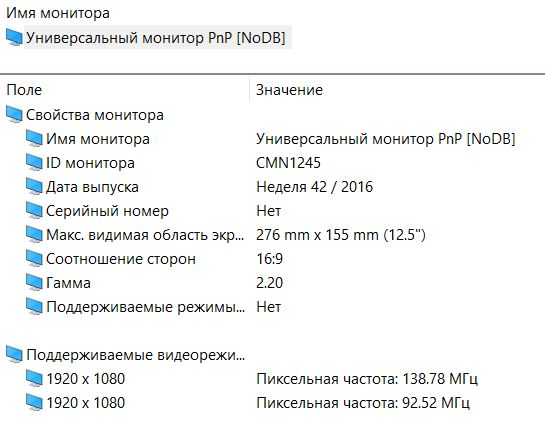 Имя монитора
Универсальный монитор PnP [NoDB]
Поле Значение
Свойства монитора
Имя монитора Универсальный монитор PnP [NoDB]
ID монитора CMN1245
Дата выпуска Неделя 42 / 2016
Серийный номер Нет
Макс. видимая область экр... 276 mm x 155 mm (12.5")
Соотношение сторон 16:9
Гамма 2.20
Поддерживаемые режимы... Нет
Поддерживаемые видеорежи...
1920 x 1080 Пиксельная частота: 138.78 МГц
1920 x 1080 Пиксельная частота: 92.52 МГц